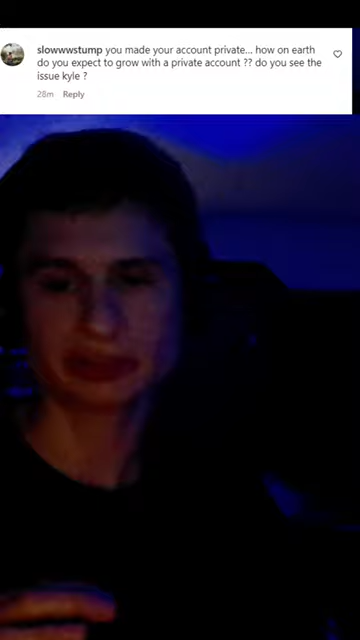 slowwwstump you made your account private... how on earth
do you expect to grow with a private account ?? do you see the
issue kyle ?
28m Reply